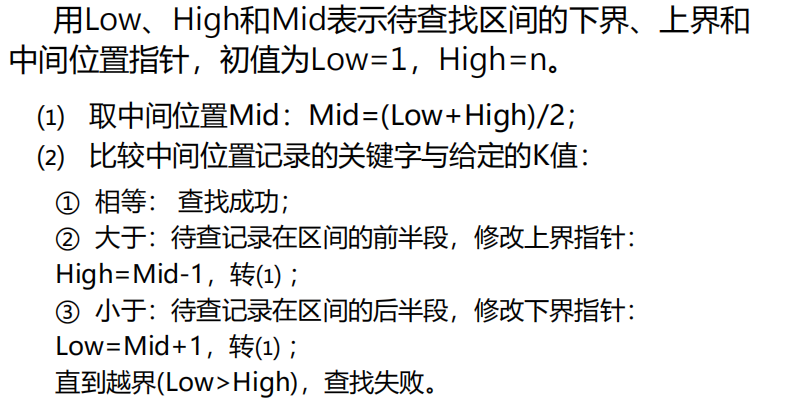 用Low、High和Mid表示待查找区间的下界、上界和
中间位置指针，初值为Low=1，High=n。
⑴ 取中间位置Mid：Mid=(Low+High)/2；
⑵ 比较中间位置记录的关键字与给定的K值：
① 相等： 查找成功；
② 大于：待查记录在区间的前半段，修改上界指针：
High=Mid-1，转⑴ ；
③ 小于：待查记录在区间的后半段，修改下界指针：
Low=Mid+1，转⑴ ；
直到越界(Low>High)，查找失败。